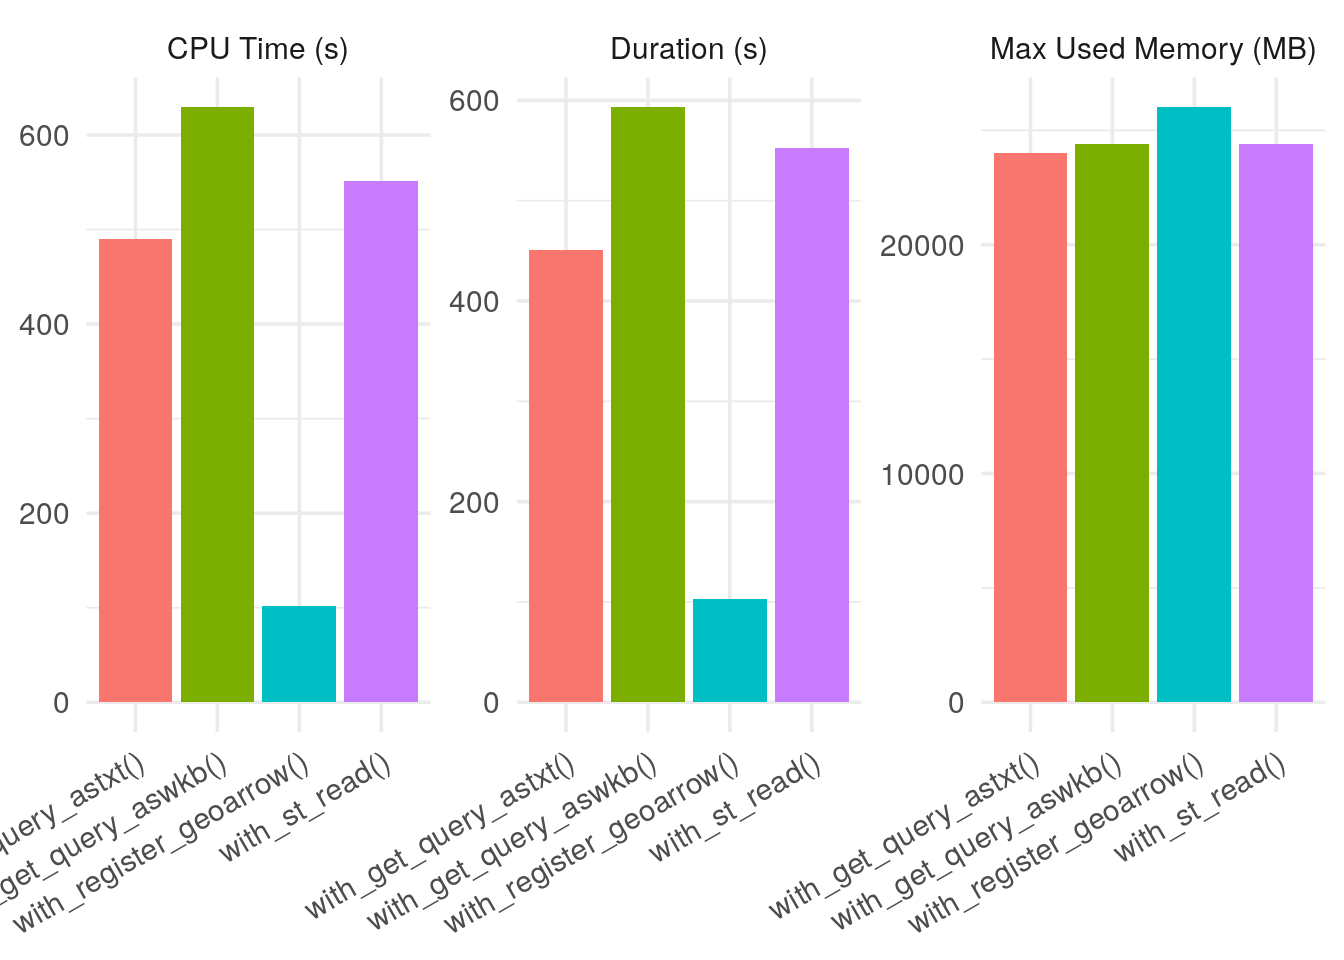 CPU Time (s)
600
400
200
0
query_astxt()
_get_query_aswkb()
with_register_geoarrow()
with_st_read()
Duration (s)
600
400
200
0
with_get_query_astxt()
with_get_query_aswkb()
with_register_geoarrow()
with_st_read()
Max Used Memory (MB)
20000
10000
0
with_get_query_astxt()
with_get_query_aswkb()
with_register_geoarrow()
with_st_read()